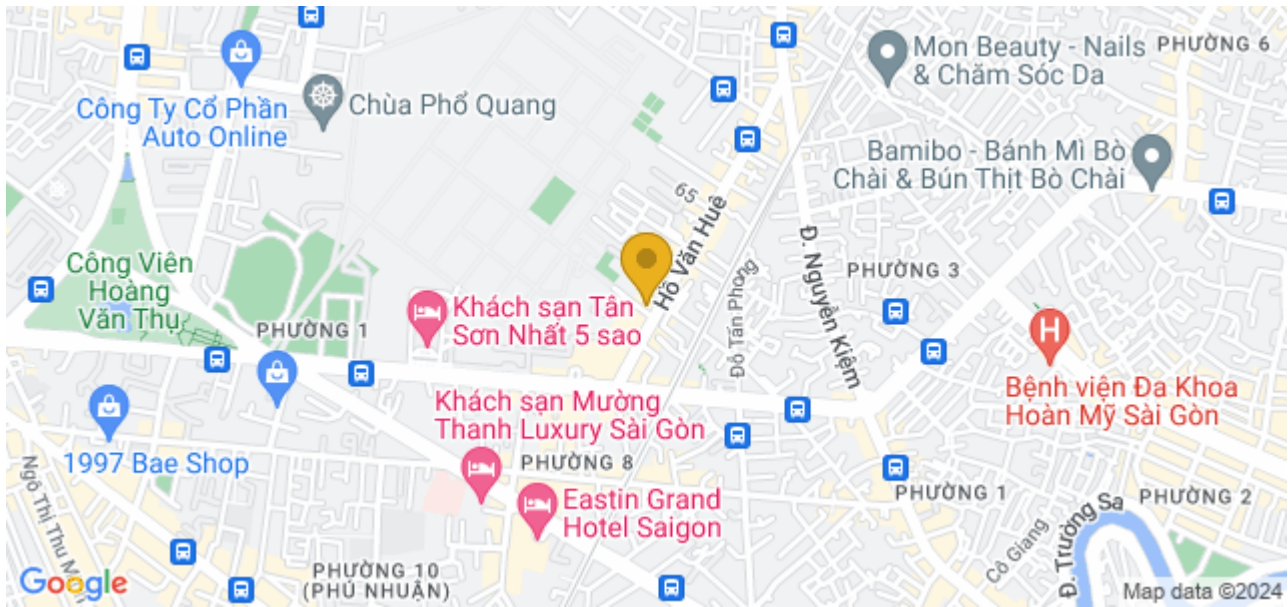 Mon Beauty - Nails
& Chăm Sóc Da
PHƯỜNG 6
Công Ty Cổ Phần
Auto Online
Chùa Phổ Quang
Bamibo - Bánh Mì Bò
Chài & Bún Thịt Bò Chài
65
Hồ Văn Huê
Đ. Nguyễn Kiệm
PHƯỜNG 3
Đỗ Tấn Phong
Công Viên
Hoàng
Văn Thụ
PHƯỜNG 1
Khách sạn Tân
Sơn Nhất 5 sao
H
Bệnh viện Đa Khoa
Hoàn Mỹ Sài Gòn
Khách sạn Mường
Thanh Luxury Sài Gòn
1997 Bae Shop
PHƯỜNG 8
Eastin Grand
Hotel Saigon
PHƯỜNG 1
PHƯỜNG 2
Đ. Trường Sa
Cô Giang
Ngô Thị Thu M
PHƯỜNG 10
(PHÚ NHUẬN)
Google
Map data ©2024